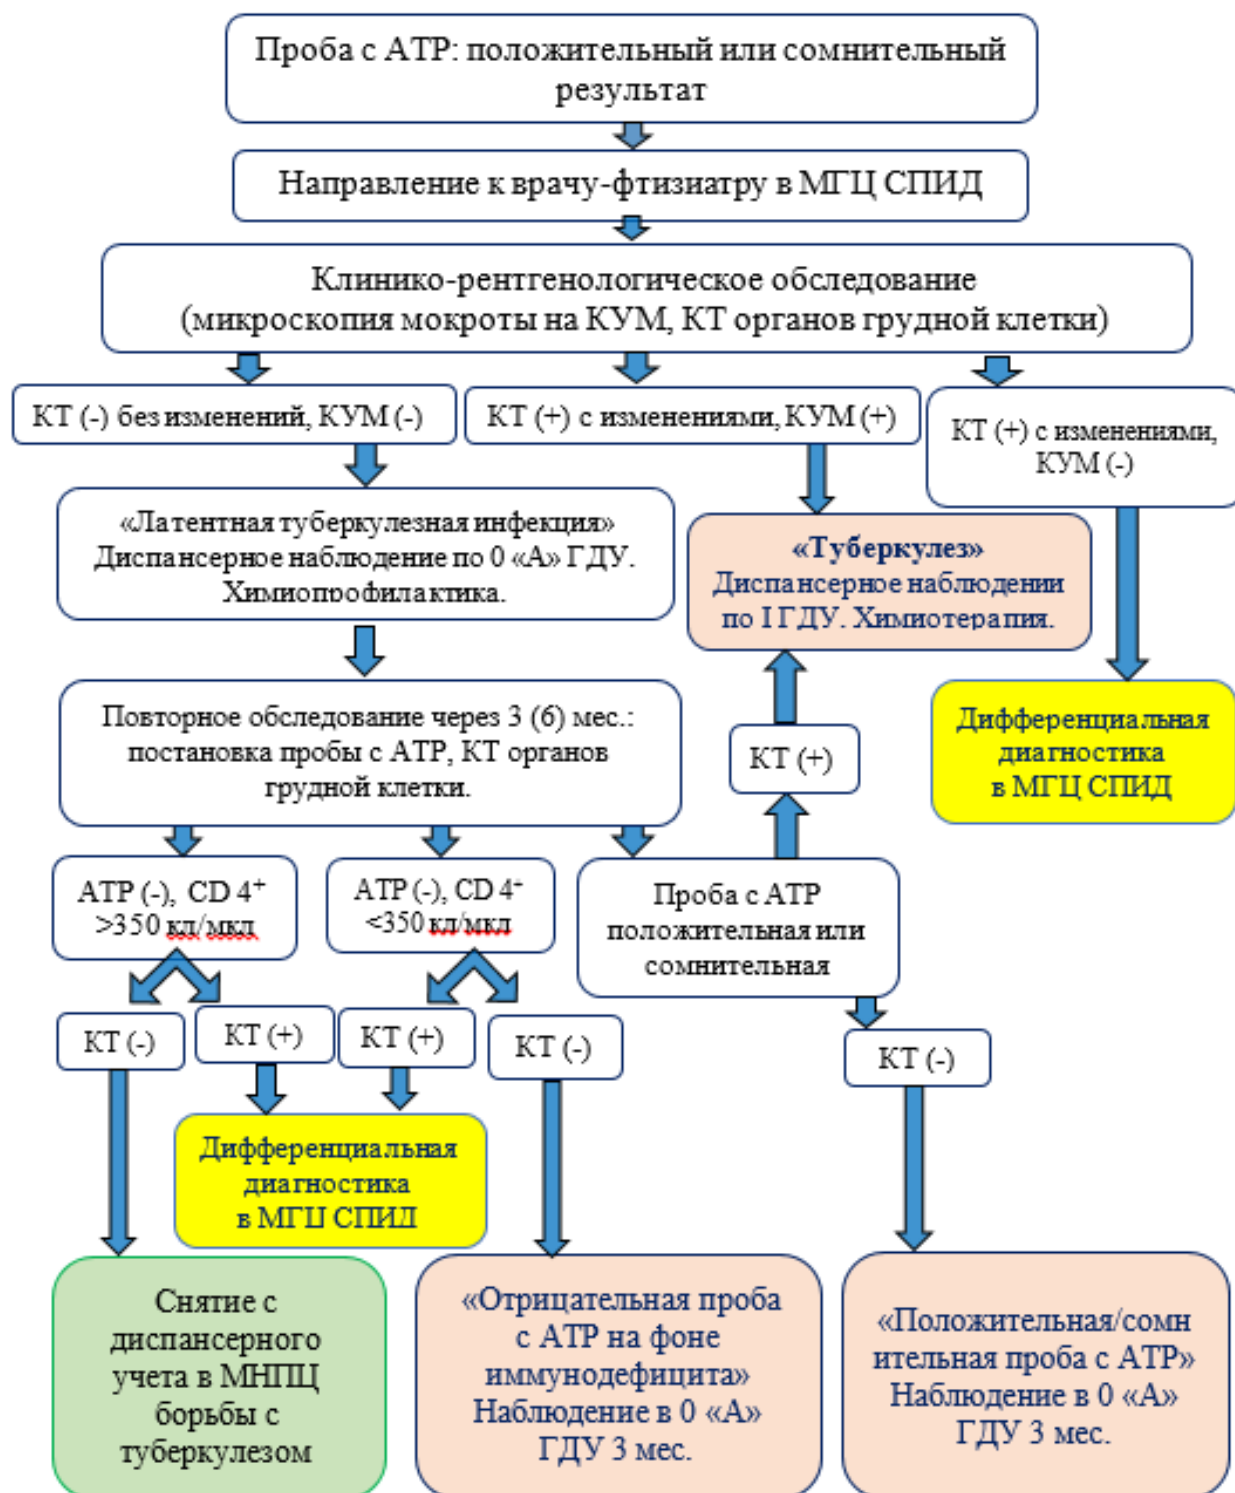 Проба с АТР: положительный или сомнительный
результат
Направление к врачу-фтизиатру в МГЦ СПИД
Клинико-рентгенологическое обследование
(микроскопия мокроты на КУМ, КТ органов грудной клетки)
КТ (-) без изменений, КУМ (-)
КТ (+) с изменениями, КУМ (+)
КТ (+) с изменениями,
КУМ (-)
«Латентная туберкулезная инфекция»
Диспансерное наблюдение по 0 «А» ГДУ.
Химиопрофилактика.
«Туберкулез»
Диспансерное наблюдении
по I ГДУ. Химиотерапия.
Повторное обследование через 3 (6) мес.:
постановка пробы с АТР, КТ органов
грудной клетки.
КТ (+)
Дифференциальная
диагностика
в МГЦ СПИД
АТР (-), CD 4+
>350 кл/мкл
АТР (-), CD 4+
<350 кл/мкл
Проба с АТР
положительная или
сомнительная
КТ (-)
КТ (+)
КТ (+)
КТ (-)
КТ (-)
Дифференциальная
диагностика
в МГЦ СПИД
Снятие с
диспансерного
учета в МНПЦ
борьбы с
туберкулезом
«Отрицательная проба
с АТР на фоне
иммунодефицита»
Наблюдение в 0 «А»
ГДУ 3 мес.
«Положительная/сомн
ительная проба с АТР»
Наблюдение в 0 «А»
ГДУ 3 мес.